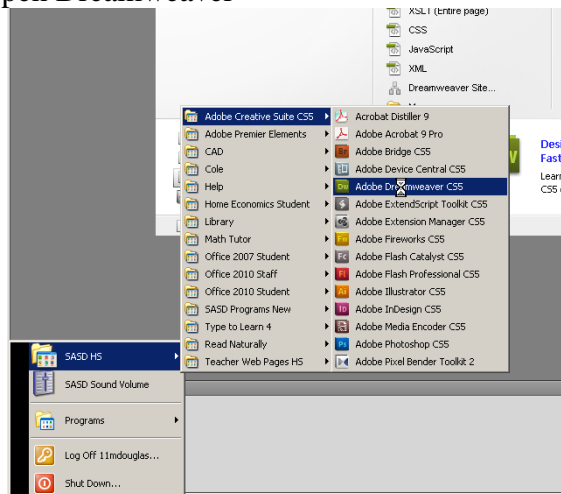 pen Dreamweaver
XSLT (Entire page)
CSS
JavaScript
XML
Dreamweaver Site...
Adobe Creative Suite CS5
Adobe Premier Elements
CAD
Cole
Help
Home Economics Student
Library
Math Tutor
Office 2007 Student
Office 2010 Staff
Office 2010 Student
SASD Programs New
Type to Learn 4
Read Naturally
Teacher Web Pages HS
Acrobat Distiller 9
Adobe Acrobat 9 Pro
Adobe Bridge CS5
Adobe Device Central CS5
Adobe Dreamweaver CS5
Adobe ExtendScript Toolkit CS5
Adobe Extension Manager CS5
Adobe Fireworks CS5
Adobe Flash Catalyst CS5
Adobe Flash Professional CS5
Adobe Illustrator CS5
Adobe InDesign CS5
Adobe Media Encoder CS5
Adobe Photoshop CS5
Adobe Pixel Bender Toolkit 2
Desi
Fast
Lear
CS5
SASD HS
SASD Sound Volume
Programs
Log Off 11mdouglas...
Shut Down...